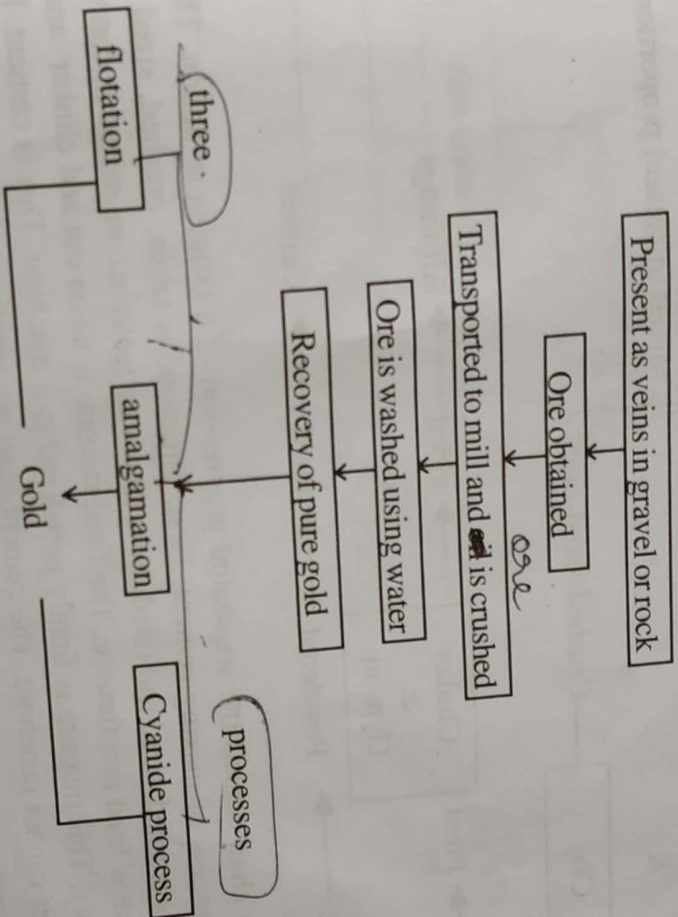 Present as veins in gravel or rock
Ore obtained
ore
Transported to mill and is crushed
Ore is washed using water
Recovery of pure gold
three
processes
flotation
amalgamation
Cyanide process
Gold